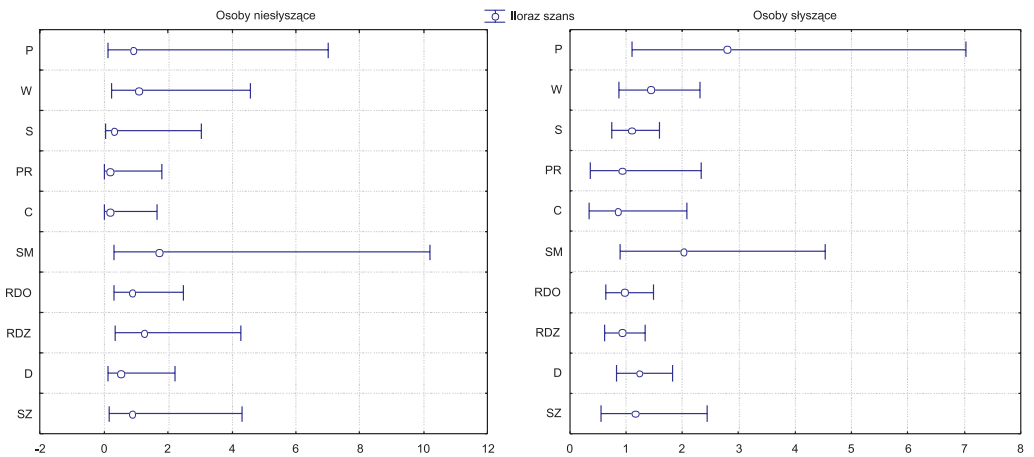 Osoby niesłyszące
Iloraz szans
Osoby słyszące
P
W
S
PR
C
SM
RDO
RDZ
D
SZ
-2 0 2 4 6 8 10 12
P
W
S
PR
C
SM
RDO
RDZ
D
SZ
0 1 2 3 4 5 6 7 8